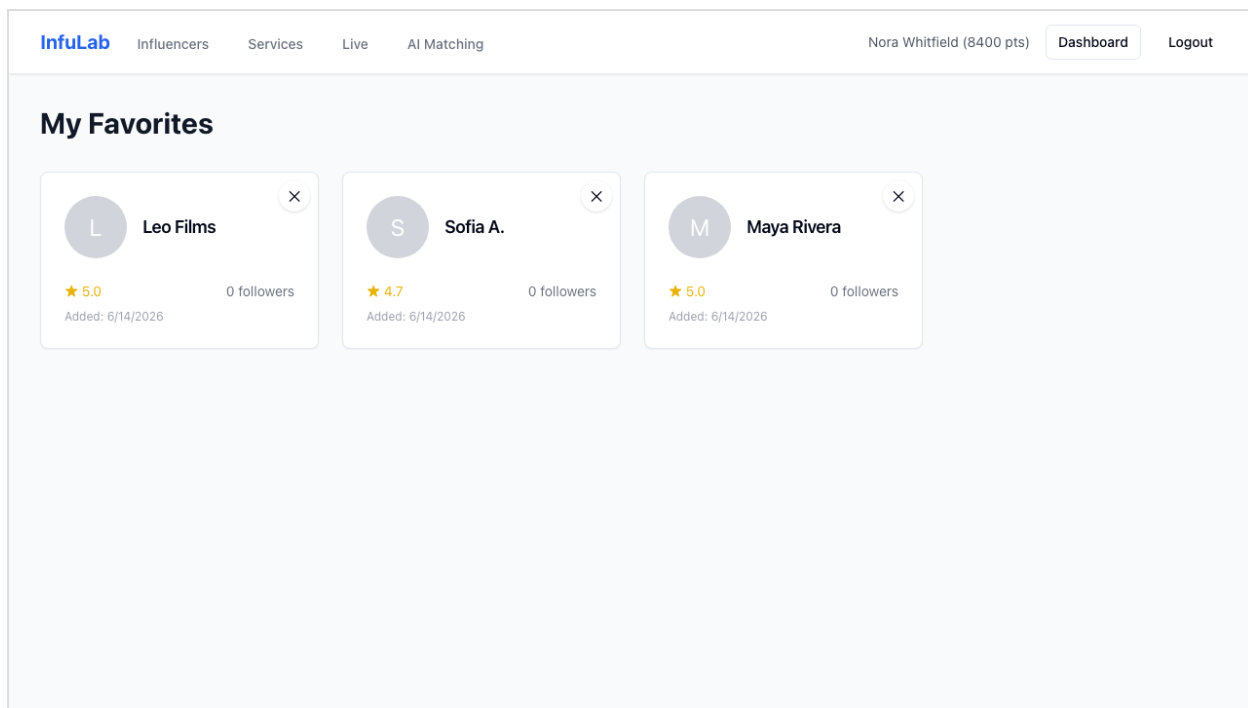 InfuLab Influencers Services Live AI Matching Nora Whitfield (8400 pts) Dashboard Logout
My Favorites
L Leo Films
★ 5.0 0 followers
Added: 6/14/2026
S Sofia A.
★ 4.7 0 followers
Added: 6/14/2026
M Maya Rivera
★ 5.0 0 followers
Added: 6/14/2026